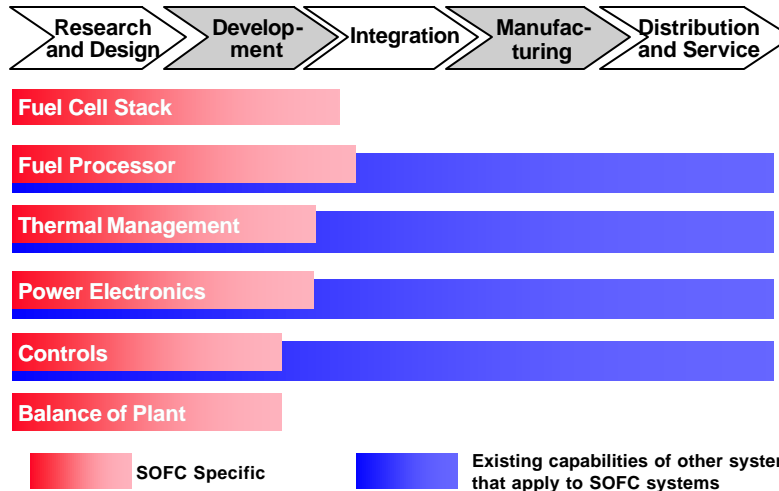 Research
and Design
Develop-
ment
Integration
Manufac-
turing
Distribution
and Service
Fuel Cell Stack
Fuel Processor
Thermal Management
Power Electronics
Controls
Balance of Plant
SOFC Specific
Existing capabilities of other system
that apply to SOFC systems